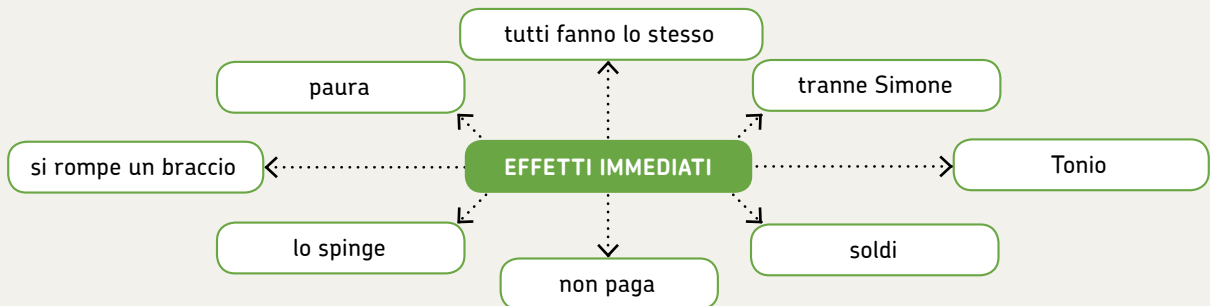 tutti fanno lo stesso
paura
tranne Simone
si rompe un braccio
EFFETTI IMMEDIATI
Tonio
lo spinge
soldi
non paga